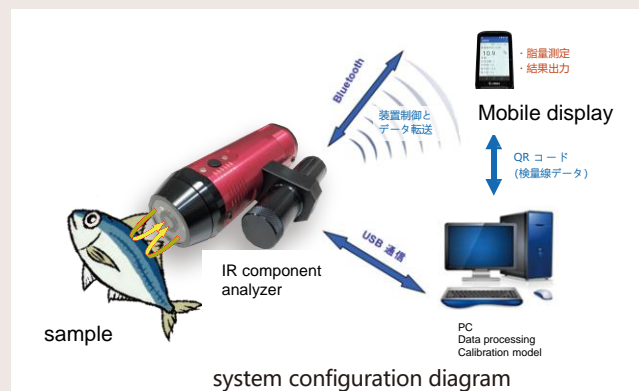 Bluetooth
装置制御と
データ転送
10.9
・脂量測定
・結果出力
Mobile display
QR コード
(検量線データ)
USB 通信
IR component
analyzer
sample
PC
Data processing
Calibration model
system configuration diagram